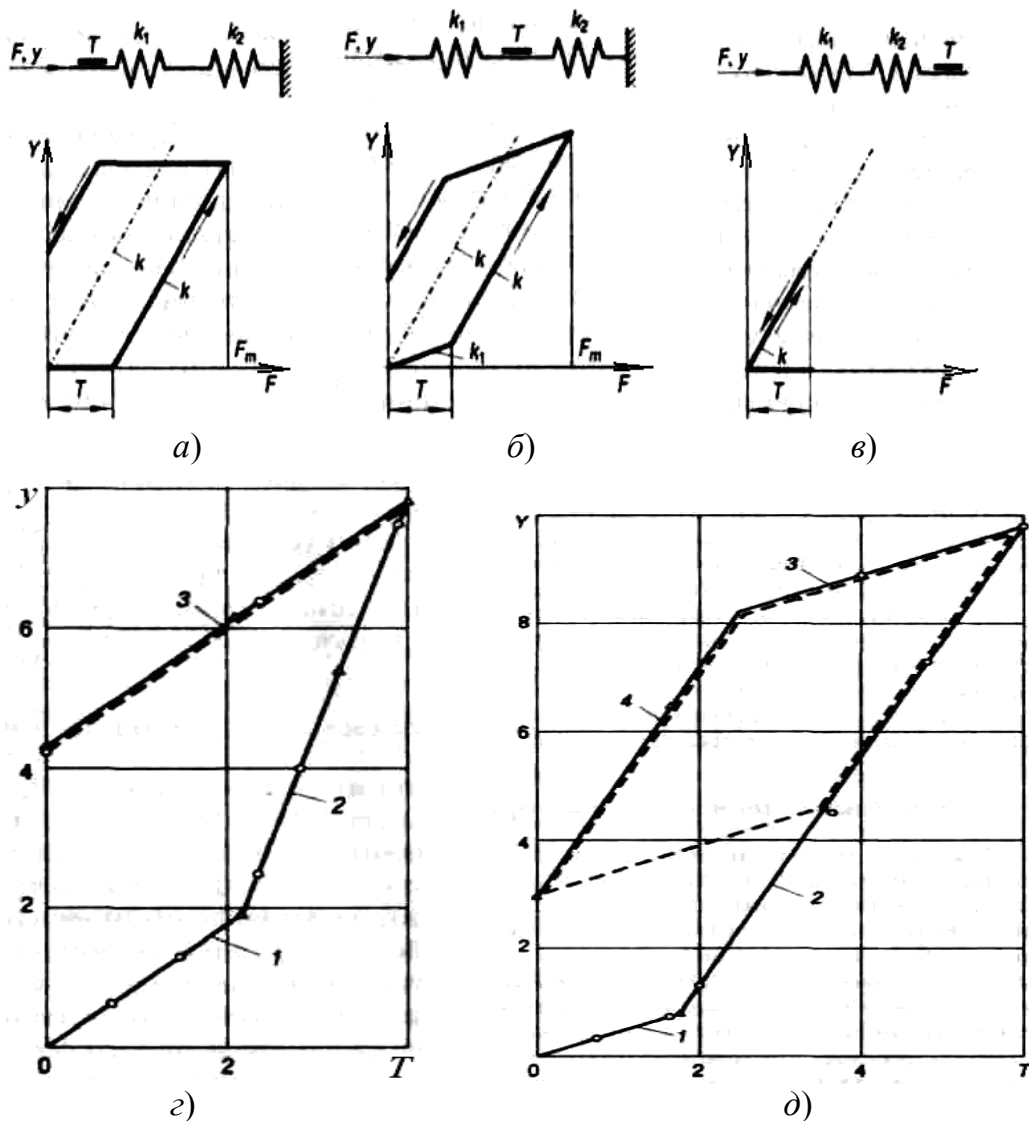 F, y T k₁ k₂
F, y k₁ T k₂
F, y k₁ k₂ T
Y k k Fₘ F T
а)
Y k k k₁ Fₘ F T
б)
Y k T F
в)
y 6 4 2 0 2 T 3 2 1
г)
Y 8 6 4 2 0 2 4 T 3 4 2 1
д)